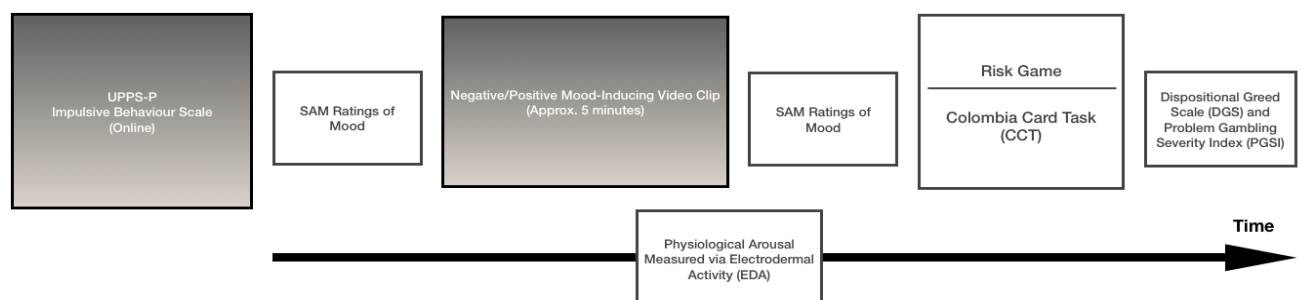 UPPS-P
Impulsive Behaviour Scale
(Online)
SAM Ratings of
Mood
Negative/Positive Mood-Inducing Video Clip
(Approx. 5 minutes)
SAM Ratings of
Mood
Risk Game
Colombia Card Task
(CCT)
Dispositional Greed
Scale (DGS) and
Problem Gambling
Severity Index (PGSI)
Time
Physiological Arousal
Measured via Electrodermal
Activity (EDA)